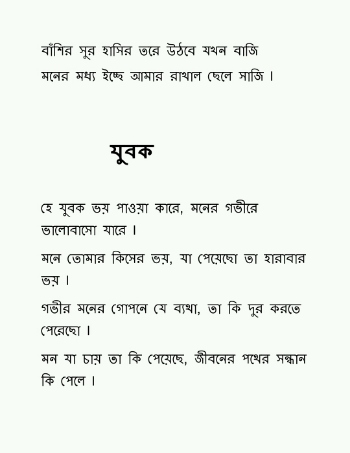 বাঁশির সুর হাসির ভরে উঠবে যখন বাজি
মনের মধ্য ইচ্ছে আমার রাখাল ছেলে সাজি ।
যুবক
হে যুবক ভয় পাওয়া কারে, মনের গভীরে
ভালোবাসো যারে ।
মনে তোমার কিসের ভয়, যা পেয়েছো তা হারাবার
ভয় ।
গভীর মনের গোপনে যে ব্যথা, তা কি দুর করতে
পেরেছো ।
মন যা চায় তা কি পেয়েছে, জীবনের পথের সন্ধান
কি পেলে ।